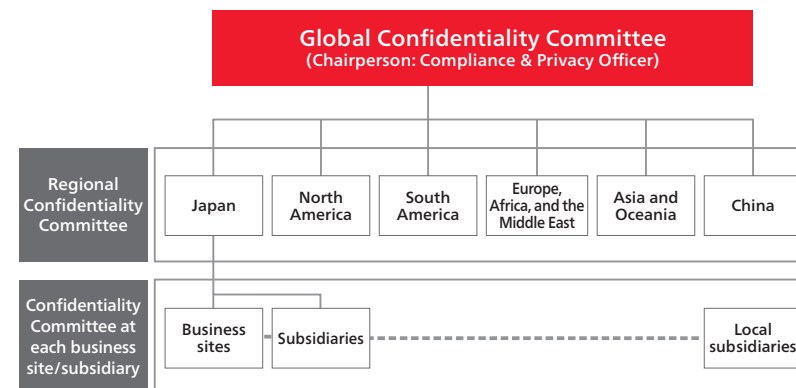 Global Confidentiality Committee
(Chairperson: Compliance & Privacy Officer)
Regional
Confidentiality
Committee
Japan
North
America
South
America
Europe,
Africa, and the
Middle East
Asia and
Oceania
China
Confidentiality
Committee at
each business
site/subsidiary
Business
sites
Subsidiaries
Local
subsidiaries